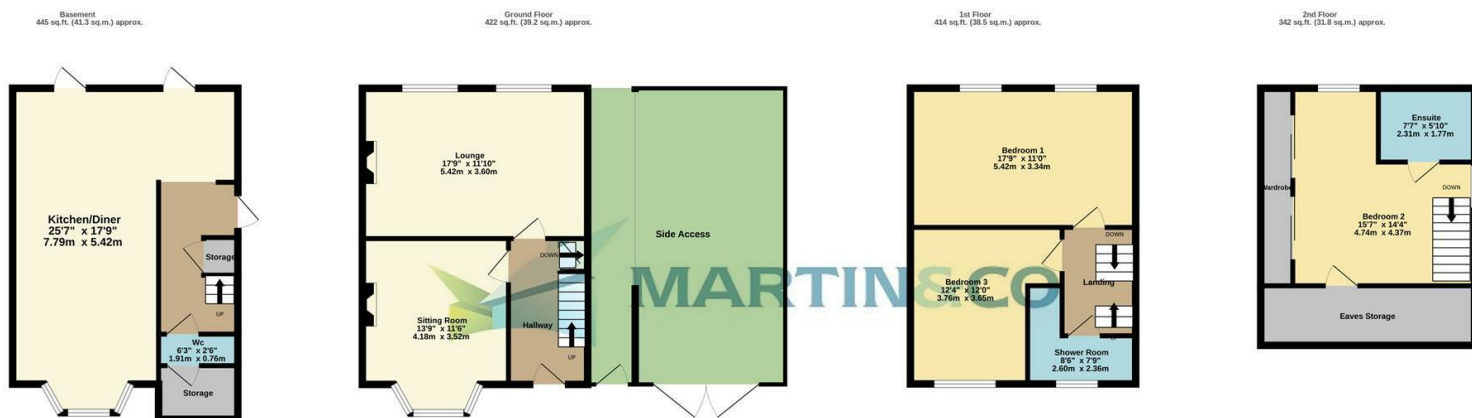 Basement
445 sq.ft. (41.3 sq.m.) approx.
Kitchen/Diner
25'7" x 17'9"
7.79m x 5.42m
Storage
UP
Wc
6'3" x 2'6"
1.91m x 0.76m
Storage
Ground Floor
422 sq.ft. (39.2 sq.m.) approx.
Lounge
17'9" x 11'10"
5.42m x 3.60m
DOWN
Sitting Room
13'9" x 11'6"
4.18m x 3.52m
Hallway
UP
Side Access
MARTIN&CO
1st Floor
414 sq.ft. (38.5 sq.m.) approx.
Bedroom 1
17'9" x 11'0"
5.42m x 3.34m
DOWN
Bedroom 3
12'4" x 12'0"
3.76m x 3.65m
Landing
UP
Shower Room
8'6" x 7'9"
2.60m x 2.36m
2nd Floor
342 sq.ft. (31.8 sq.m.) approx.
Ensuite
7'7" x 5'10"
2.31m x 1.77m
Wardrobe
DOWN
Bedroom 2
15'7" x 14'4"
4.74m x 4.37m
Eaves Storage